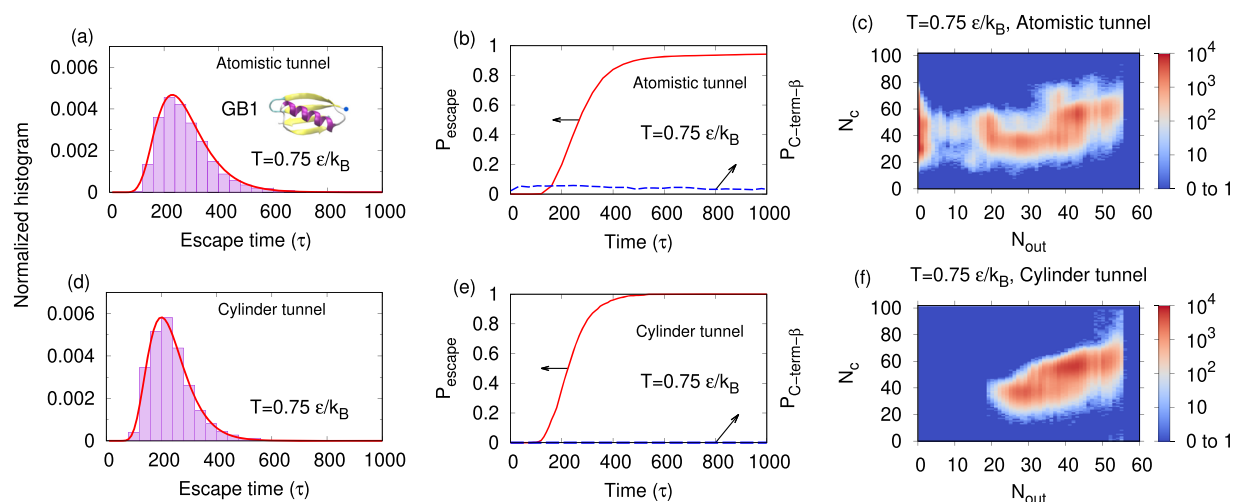 (a)
Atomistic tunnel
GB1
T=0.75 ε/k_B
0.006
0.004
0.002
0
0 200 400 600 800 1000
Escape time (τ)
Normalized histogram
(b)
Atomistic tunnel
T=0.75 ε/k_B
1
0.8
0.6
0.4
0.2
0
P_escape
P_C−term−β
0 200 400 600 800 1000
Time (τ)
(c)
T=0.75 ε/k_B, Atomistic tunnel
100
80
60
40
20
0
N_c
0 10 20 30 40 50 60
N_out
10^4
10^3
10^2
10^1
0 to 1
(d)
Cylinder tunnel
T=0.75 ε/k_B
0.006
0.004
0.002
0
0 200 400 600 800 1000
Escape time (τ)
(e)
Cylinder tunnel
T=0.75 ε/k_B
1
0.8
0.6
0.4
0.2
0
P_escape
P_C−term−β
0 200 400 600 800 1000
Time (τ)
(f)
T=0.75 ε/k_B, Cylinder tunnel
100
80
60
40
20
0
N_c
0 10 20 30 40 50 60
N_out
10^4
10^3
10^2
10^1
0 to 1